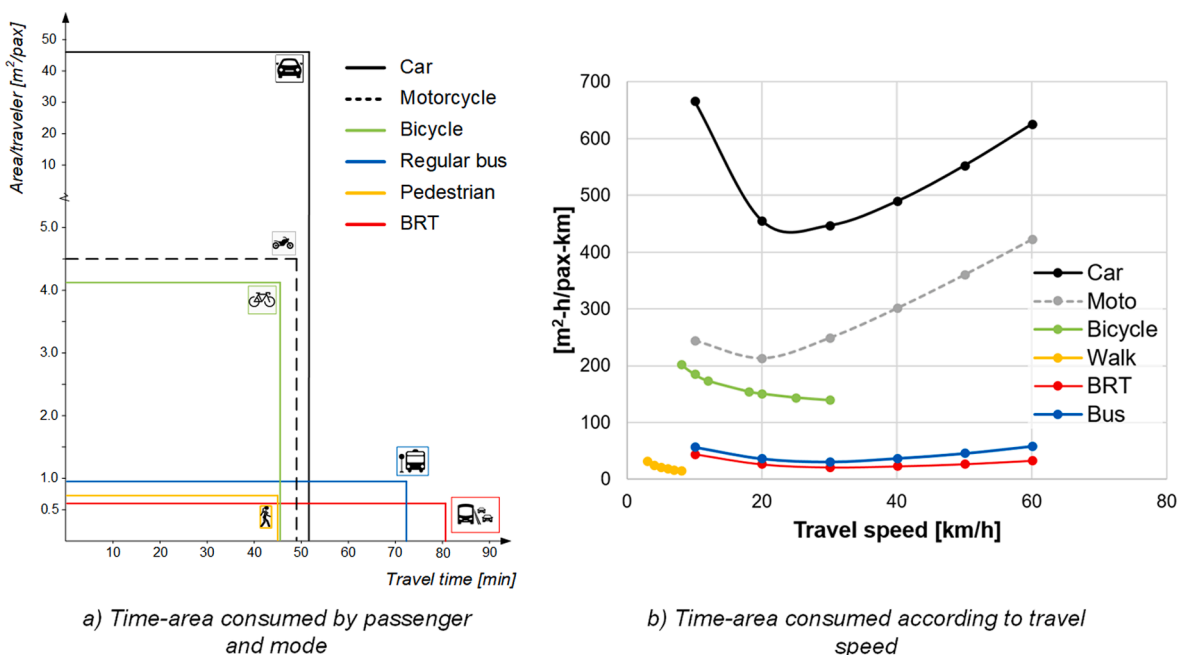 Area/traveler [m²/pax]
50
40
30
20
10
5.0
4.0
3.0
2.0
1.0
0.5
10 20 30 40 50 60 70 80 90
Travel time [min]
Car
Motorcycle
Bicycle
Regular bus
Pedestrian
BRT
a) Time-area consumed by passenger
and mode
[m²-h/pax-km]
700
600
500
400
300
200
100
0
0 20 40 60 80
Travel speed [km/h]
Car
Moto
Bicycle
Walk
BRT
Bus
b) Time-area consumed according to travel
speed